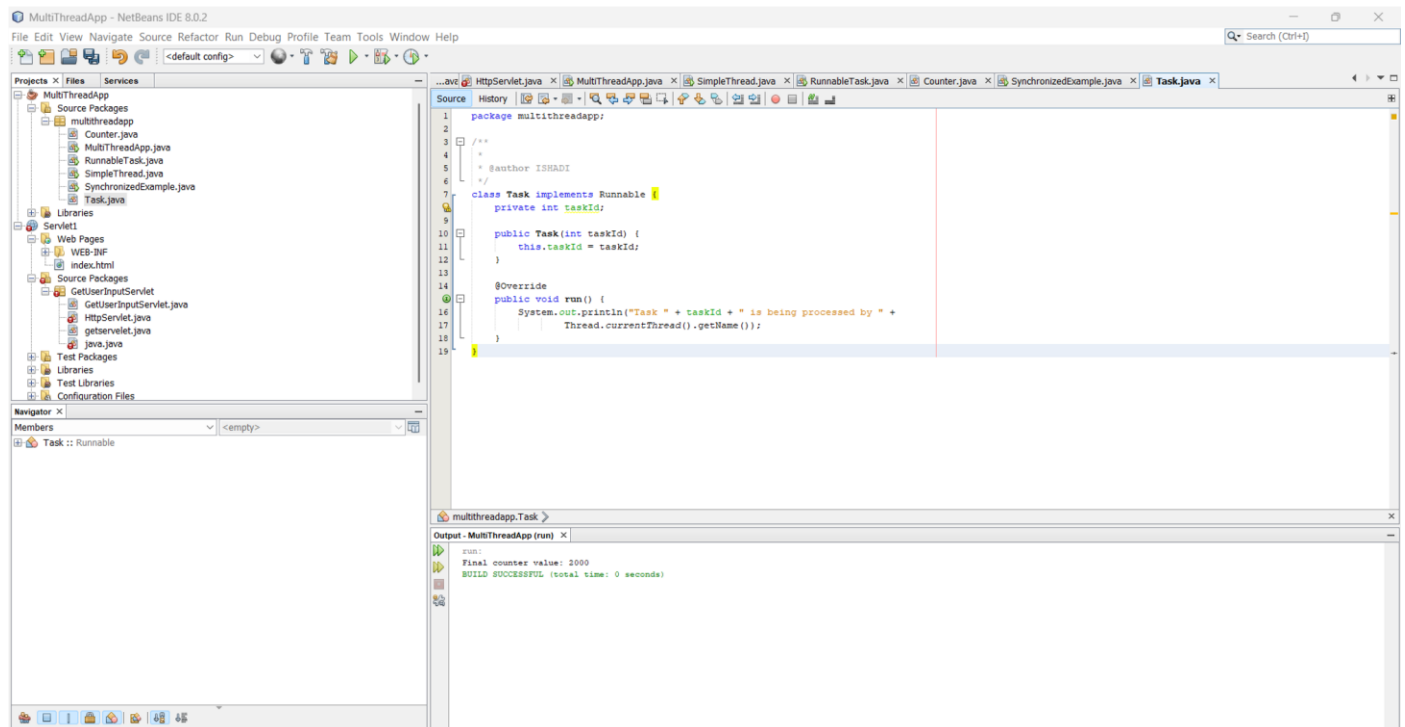 MultiThreadApp - NetBeans IDE 8.0.2
File Edit View Navigate Source Refactor Run Debug Profile Team Tools Window Help
Search (Ctrl+I)
<default config>
Projects Files Services
MultiThreadApp
Source Packages
multithreadapp
Counter.java
MultiThreadApp.java
RunnableTask.java
SimpleThread.java
SynchronizedExample.java
Task.java
Libraries
Servlet1
Web Pages
WEB-INF
index.html
Source Packages
GetUserInputServlet
GetUserInputServlet.java
HttpServlet.java
getservelet.java
java.java
Test Packages
Libraries
Test Libraries
Configuration Files
Navigator
Members <empty>
Task :: Runnable
...ava HttpServlet.java MultiThreadApp.java SimpleThread.java RunnableTask.java Counter.java SynchronizedExample.java Task.java
Source History
1 package multithreadapp;
2
3 /**
4 *
5 * @author ISHADI
6 */
7 class Task implements Runnable {
private int taskId;
9
10 public Task(int taskId) {
11 this.taskId = taskId;
12 }
13
14 @Override
public void run() {
16 System.out.println("Task " + taskId + " is being processed by " +
17 Thread.currentThread().getName());
18 }
19 }
multithreadapp.Task
Output - MultiThreadApp (run)
run:
Final counter value: 2000
BUILD SUCCESSFUL (total time: 0 seconds)